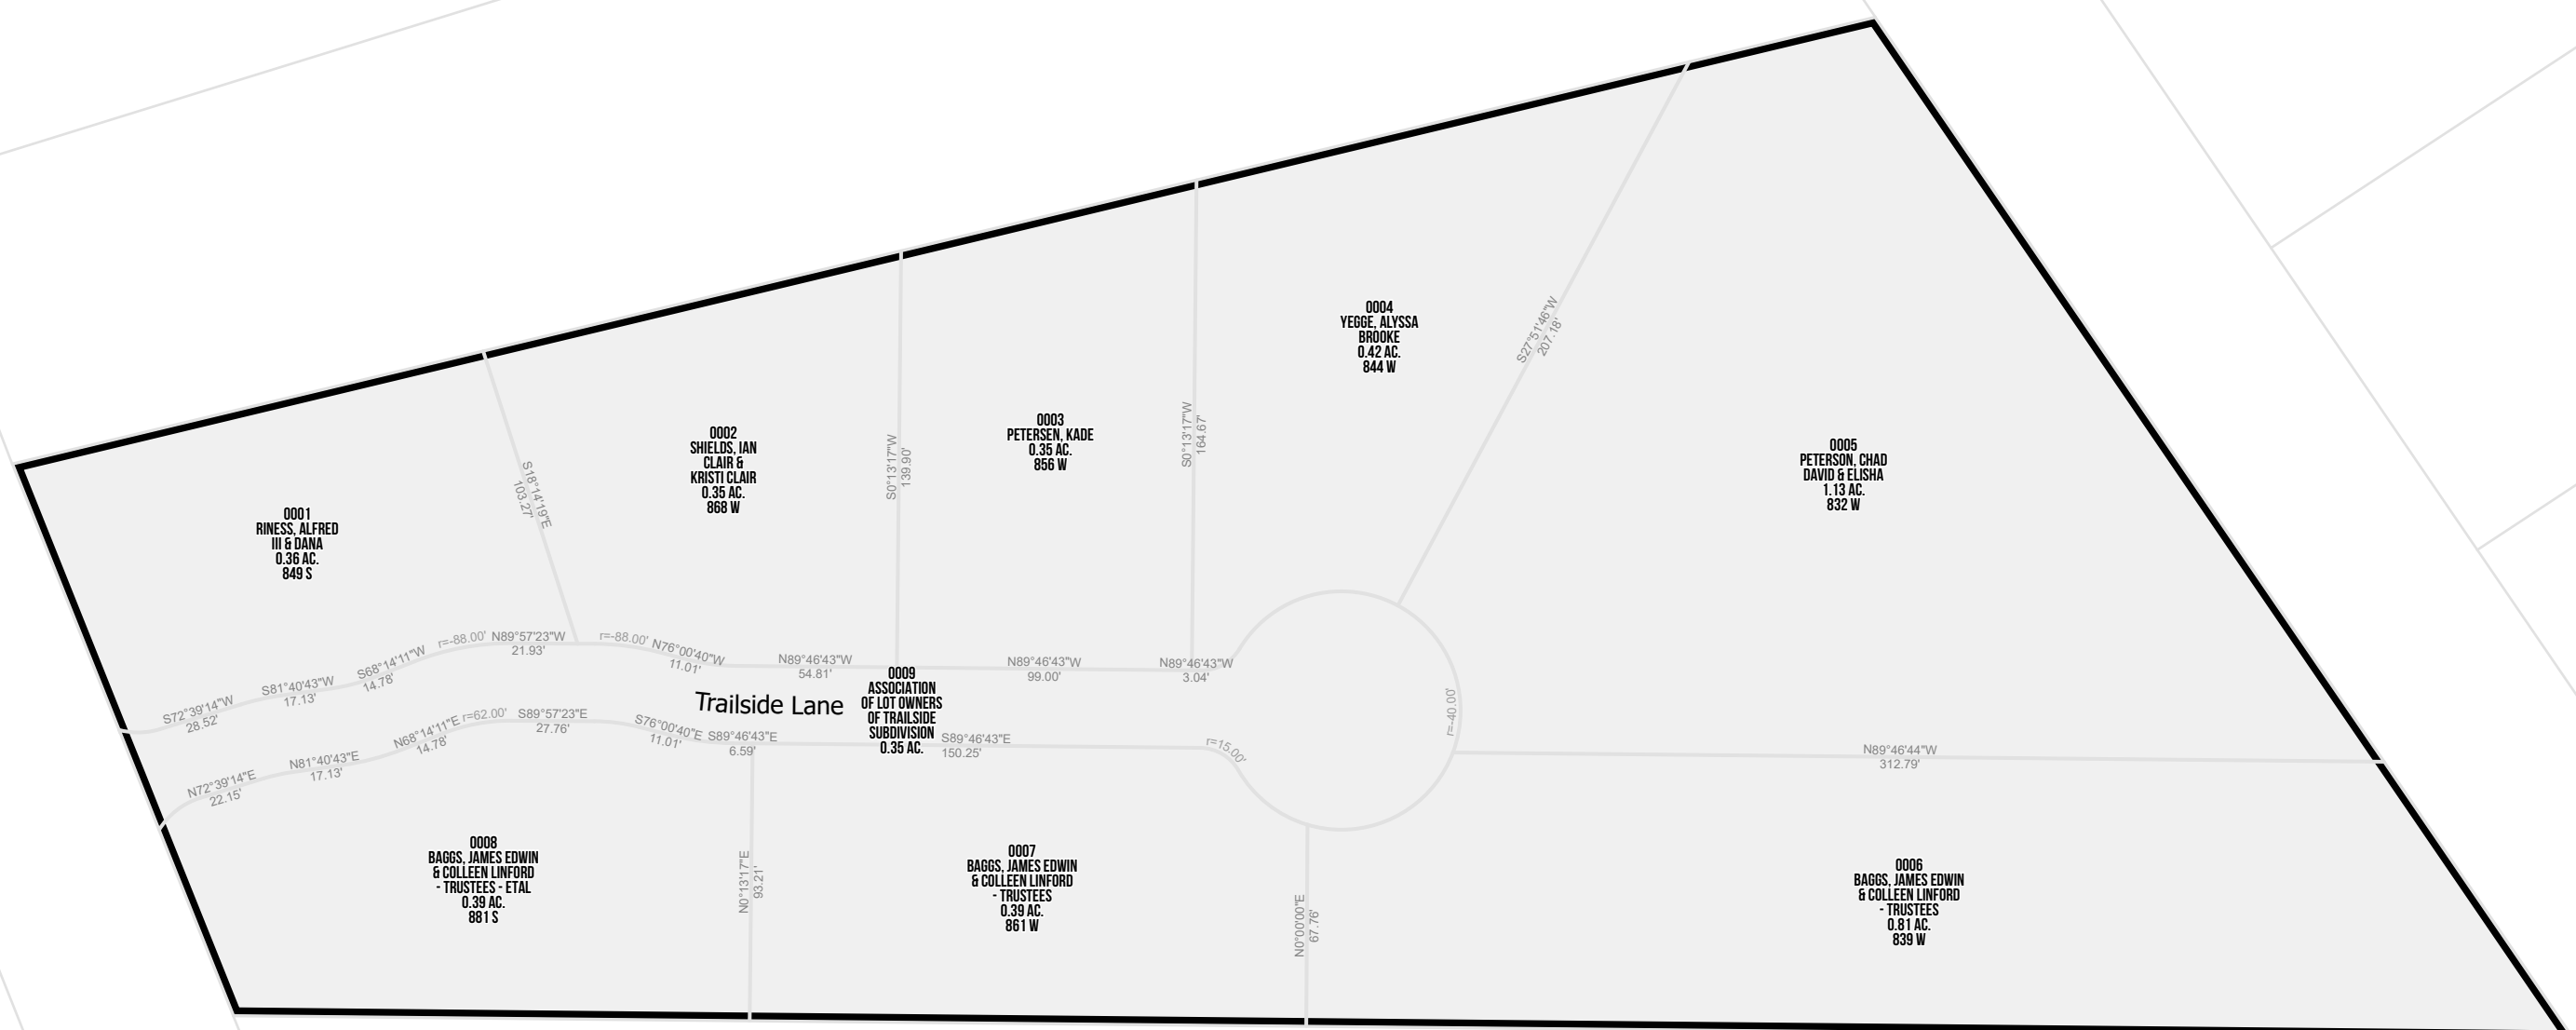 0004
YEGGE, ALYSSA
BROOKE
0.42 AC.
844 W
S27°51'46"W
207.18'
0003
PETERSEN, KADE
0.35 AC.
856 W
S0°13'17"W
164.67'
0002
SHIELDS, IAN
CLAIR &
KRISTI CLAIR
0.35 AC.
868 W
S0°13'17"W
139.90'
0005
PETERSON, CHAD
DAVID & ELISHA
1.13 AC.
832 W
S18°14'19"E
103.27'
0001
RINESS, ALFRED
III & DANA
0.36 AC.
849 S
S72°39'14"W
28.52'
S81°40'43"W
17.13'
S68°14'11"W
14.78'
r=-88.00'
N89°57'23"W
21.93'
r=-88.00'
N76°00'40"W
11.01'
N89°46'43"W
54.81'
N89°46'43"W
99.00'
N89°46'43"W
3.04'
Trailside Lane
0009
ASSOCIATION
OF LOT OWNERS
OF TRAILSIDE
SUBDIVISION
0.35 AC.
N72°39'14"E
22.15'
N81°40'43"E
17.13'
N68°14'11"E
14.78'
r=62.00'
S89°57'23"E
27.76'
S76°00'40"E
11.01'
S89°46'43"E
6.59'
S89°46'43"E
150.25'
r=15.00'
r=-40.00'
N89°46'44"W
312.79'
0008
BAGGS, JAMES EDWIN
& COLLEEN LINFORD
- TRUSTEES - ETAL
0.39 AC.
881 S
N0°13'17"E
93.21'
0007
BAGGS, JAMES EDWIN
& COLLEEN LINFORD
- TRUSTEES
0.39 AC.
861 W
N0°00'00"E
67.76'
0006
BAGGS, JAMES EDWIN
& COLLEEN LINFORD
- TRUSTEES
0.81 AC.
839 W